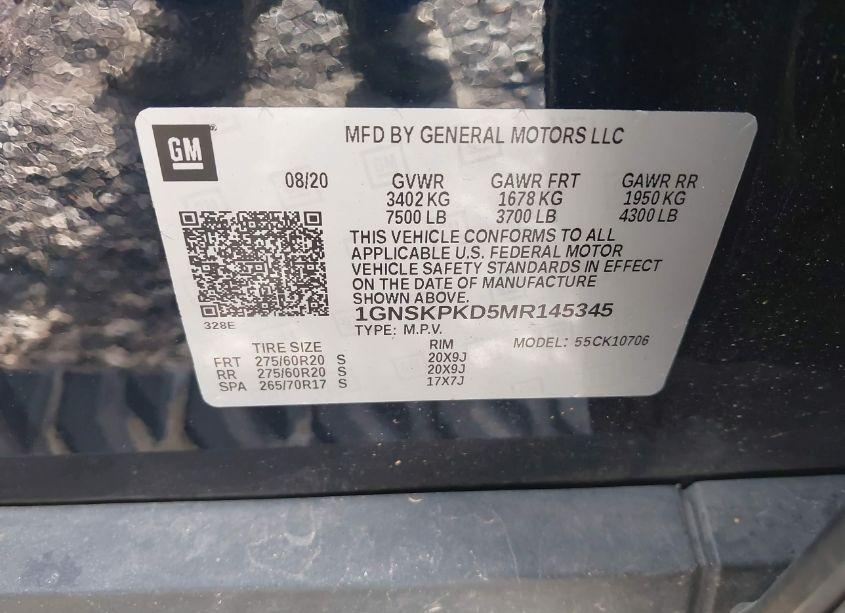 GM
MFD BY GENERAL MOTORS LLC
08/20 GVWR GAWR FRT GAWR RR
3402 KG 1678 KG 1950 KG
7500 LB 3700 LB 4300 LB
THIS VEHICLE CONFORMS TO ALL
APPLICABLE U.S. FEDERAL MOTOR
VEHICLE SAFETY STANDARDS IN EFFECT
ON THE DATE OF MANUFACTURE
SHOWN ABOVE.
1GNSKPKD5MR145345
328E
TYPE: M.P.V.
MODEL: 55CK10706
TIRE SIZE RIM
FRT 275/60R20 S 20X9J
RR 275/60R20 S 20X9J
SPA 265/70R17 S 17X7J